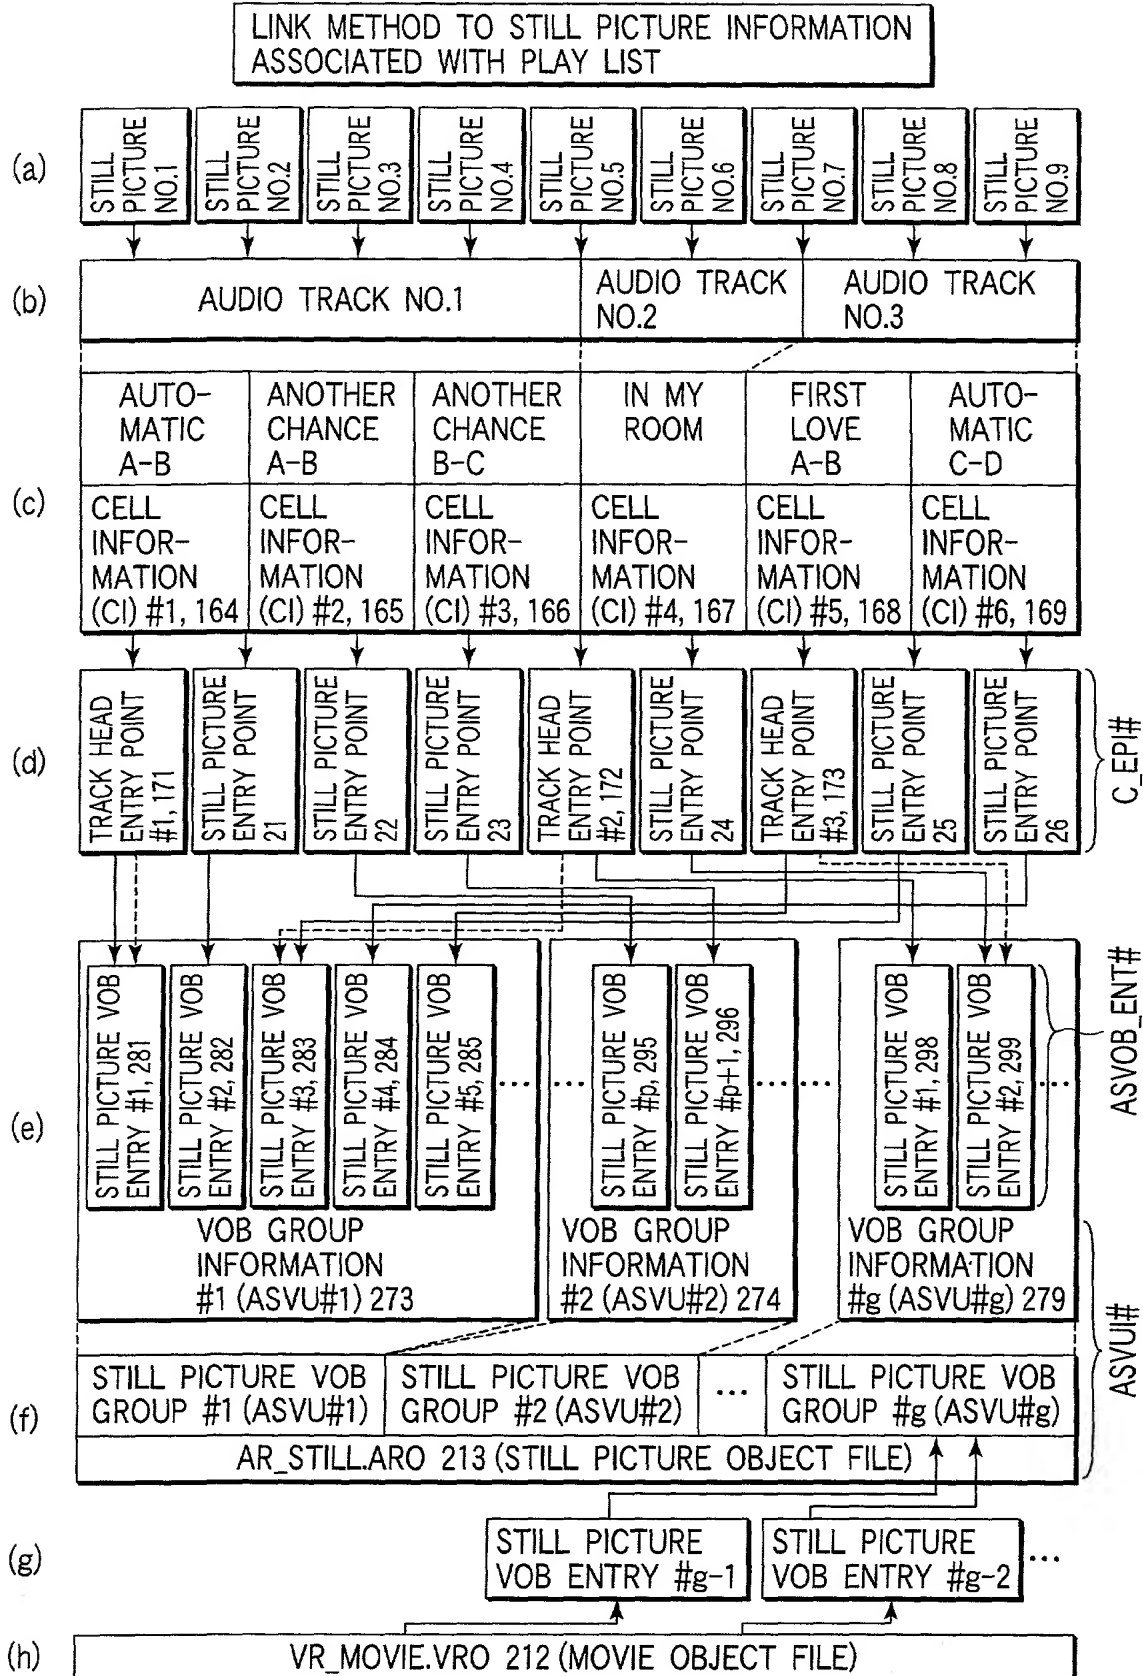 LINK METHOD TO STILL PICTURE INFORMATION
ASSOCIATED WITH PLAY LIST
(a)
STILL
PICTURE
NO.1
STILL
PICTURE
NO.2
STILL
PICTURE
NO.3
STILL
PICTURE
NO.4
STILL
PICTURE
NO.5
STILL
PICTURE
NO.6
STILL
PICTURE
NO.7
STILL
PICTURE
NO.8
STILL
PICTURE
NO.9
(b)
AUDIO TRACK NO.1
AUDIO TRACK
NO.2
AUDIO TRACK
NO.3
(c)
AUTO-
MATIC
A-B
ANOTHER
CHANCE
A-B
ANOTHER
CHANCE
B-C
IN MY
ROOM
FIRST
LOVE
A-B
AUTO-
MATIC
C-D
CELL
INFOR-
MATION
(CI) #1, 164
CELL
INFOR-
MATION
(CI) #2, 165
CELL
INFOR-
MATION
(CI) #3, 166
CELL
INFOR-
MATION
(CI) #4, 167
CELL
INFOR-
MATION
(CI) #5, 168
CELL
INFOR-
MATION
(CI) #6, 169
(d)
TRACK HEAD
ENTRY POINT
#1, 171
STILL PICTURE
ENTRY POINT
21
STILL PICTURE
ENTRY POINT
22
STILL PICTURE
ENTRY POINT
23
TRACK HEAD
ENTRY POINT
#2, 172
STILL PICTURE
ENTRY POINT
24
TRACK HEAD
ENTRY POINT
#3, 173
STILL PICTURE
ENTRY POINT
25
STILL PICTURE
ENTRY POINT
26
C_EPI#
(e)
STILL PICTURE VOB
ENTRY #1, 281
STILL PICTURE VOB
ENTRY #2, 282
STILL PICTURE VOB
ENTRY #3, 283
STILL PICTURE VOB
ENTRY #4, 284
STILL PICTURE VOB
ENTRY #5, 285
STILL PICTURE VOB
ENTRY #p, 295
STILL PICTURE VOB
ENTRY #p+1, 296
STILL PICTURE VOB
ENTRY #1, 298
STILL PICTURE VOB
ENTRY #2, 299
ASVOB_ENT#
VOB GROUP
INFORMATION
#1 (ASVU#1) 273
VOB GROUP
INFORMATION
#2 (ASVU#2) 274
VOB GROUP
INFORMATION
#g (ASVU#g) 279
ASVUI#
(f)
STILL PICTURE VOB
GROUP #1 (ASVU#1)
STILL PICTURE VOB
GROUP #2 (ASVU#2)
...
STILL PICTURE VOB
GROUP #g (ASVU#g)
AR_STILL.ARO 213 (STILL PICTURE OBJECT FILE)
(g)
STILL PICTURE
VOB ENTRY #g-1
STILL PICTURE
VOB ENTRY #g-2
...
(h)
VR_MOVIE.VRO 212 (MOVIE OBJECT FILE)